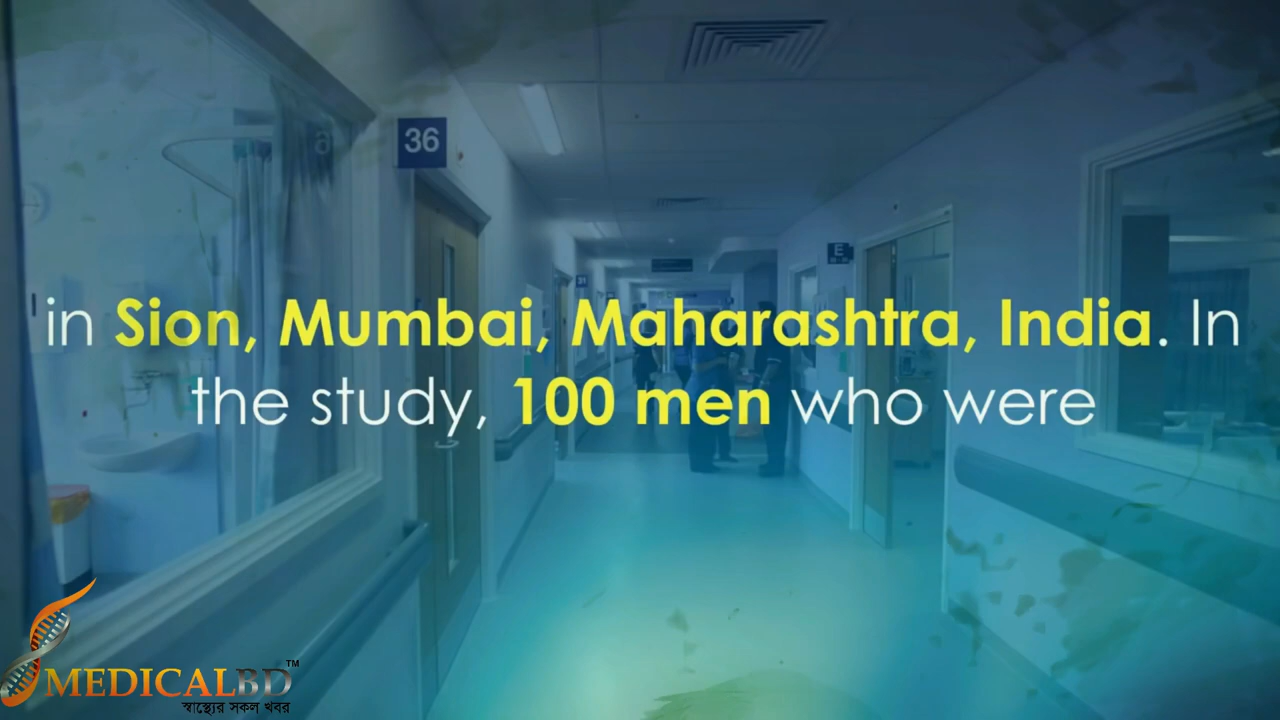 36
E
in Sion, Mumbai, Maharashtra, India. In
the study, 100 men who were
MEDICALBD™
স্বাস্থ্যের সকল খবর